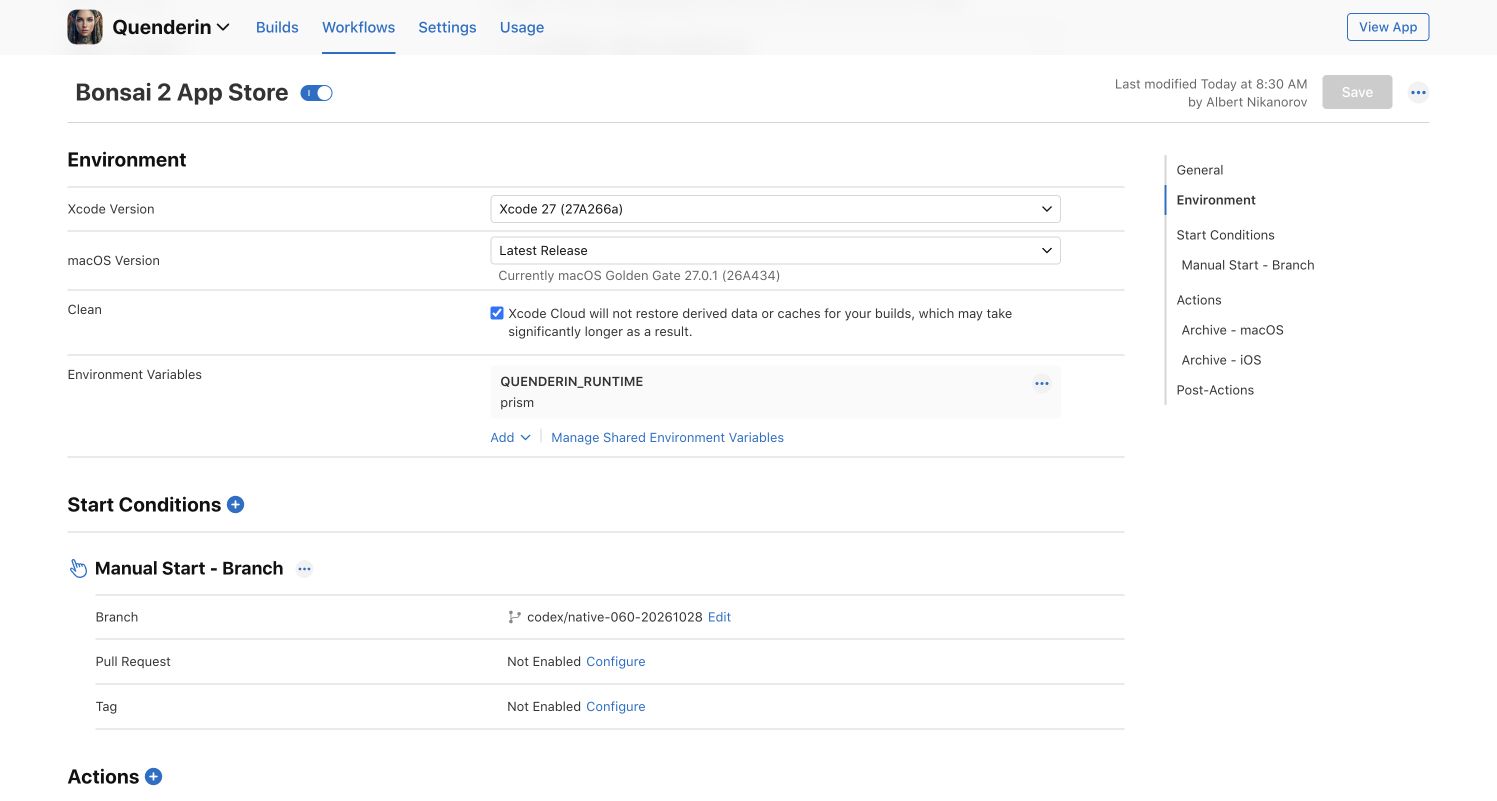 Quenderin
Builds
Workflows
Settings
Usage
View App
Bonsai 2 App Store
Last modified Today at 8:30 AM
by Albert Nikanorov
Save
Environment
Xcode Version
Xcode 27 (27A266a)
macOS Version
Latest Release
Currently macOS Golden Gate 27.0.1 (26A434)
Clean
Xcode Cloud will not restore derived data or caches for your builds, which may take
significantly longer as a result.
Environment Variables
QUENDERIN_RUNTIME
prism
Add
Manage Shared Environment Variables
Start Conditions
Manual Start - Branch
Branch
codex/native-060-20261028 Edit
Pull Request
Not Enabled Configure
Tag
Not Enabled Configure
Actions
General
Environment
Start Conditions
Manual Start - Branch
Actions
Archive - macOS
Archive - iOS
Post-Actions